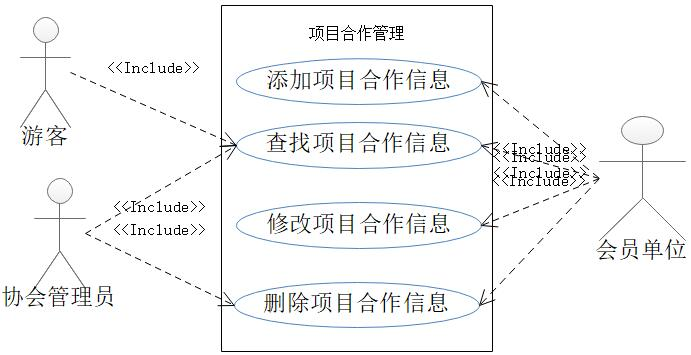 项目合作管理
<<Include>>
添加项目合作信息
游客
查找项目合作信息
<<Include>>
<<Include>>
<<Include>>
<<Include>>
<<Include>>
<<Include>>
修改项目合作信息
会员单位
协会管理员
删除项目合作信息